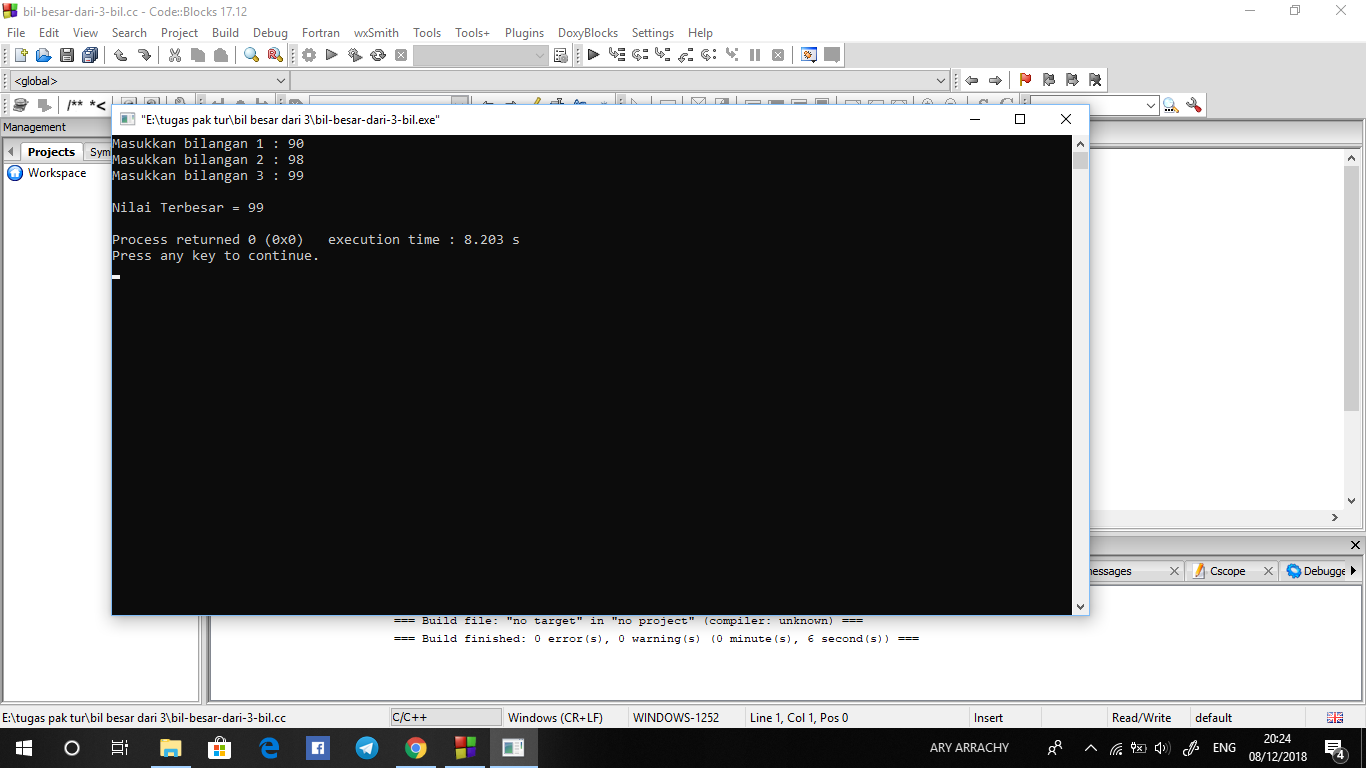 bil-besar-dari-3-bil.cc - Code::Blocks 17.12
File Edit View Search Project Build Debug Fortran wxSmith Tools Tools+ Plugins DoxyBlocks Settings Help
<global>
/** *<
Management
"E:\tugas pak tur\bil besar dari 3\bil-besar-dari-3-bil.exe"
Projects Sym
Workspace
Masukkan bilangan 1 : 90
Masukkan bilangan 2 : 98
Masukkan bilangan 3 : 99
Nilai Terbesar = 99
Process returned 0 (0x0) execution time : 8.203 s
Press any key to continue.
essages Cscope Debugge
=== Build file: "no target" in "no project" (compiler: unknown) ===
=== Build finished: 0 error(s), 0 warning(s) (0 minute(s), 6 second(s)) ===
E:\tugas pak tur\bil besar dari 3\bil-besar-dari-3-bil.cc C/C++ Windows (CR+LF) WINDOWS-1252 Line 1, Col 1, Pos 0 Insert Read/Write default
ARY ARRACHY ENG 20:24
08/12/2018 4